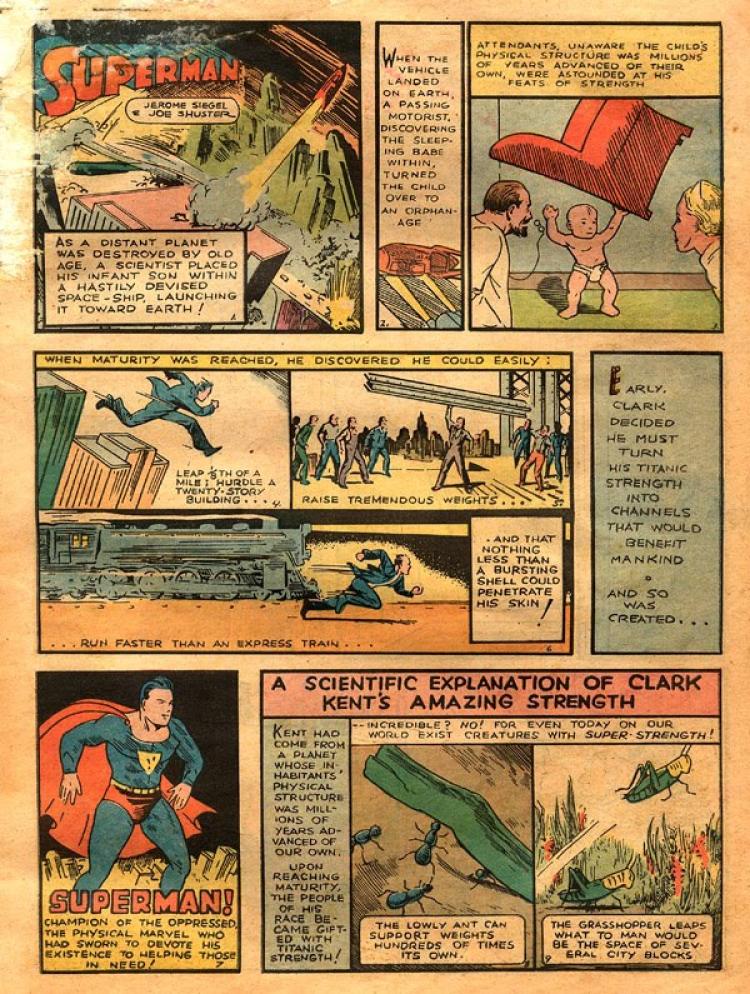 SUPERMAN
JEROME SIEGEL
& JOE SHUSTER
AS A DISTANT PLANET
WAS DESTROYED BY OLD
AGE, A SCIENTIST PLACED
HIS INFANT SON WITHIN
A HASTILY DEVISED
SPACE-SHIP, LAUNCHING
IT TOWARD EARTH!
WHEN THE
VEHICLE
LANDED
ON EARTH,
A PASSING
MOTORIST,
DISCOVERING
THE SLEEP-
ING BABE
WITHIN,
TURNED
THE CHILD
OVER TO
AN ORPHAN-
AGE
2.
ATTENDANTS, UNAWARE THE CHILD'S
PHYSICAL STRUCTURE WAS MILLIONS
OF YEARS ADVANCED OF THEIR
OWN, WERE ASTOUNDED AT HIS
FEATS OF STRENGTH
3
WHEN MATURITY WAS REACHED, HE DISCOVERED HE COULD EASILY:
LEAP 1/8TH OF A
MILE; HURDLE A
TWENTY-STORY
BUILDING . . . 4.
RAISE TREMENDOUS WEIGHTS . . .
. . . RUN FASTER THAN AN EXPRESS TRAIN . . .
. AND THAT
NOTHING
LESS THAN
A BURSTING
SHELL COULD
PENETRATE
HIS SKIN!
6
EARLY,
CLARK
DECIDED
HE MUST
TURN
HIS TITANIC
STRENGTH
INTO
CHANNELS
THAT WOULD
BENEFIT
MANKIND
AND SO
WAS
CREATED. . .
SUPERMAN!
CHAMPION OF THE OPPRESSED,
THE PHYSICAL MARVEL WHO
HAD SWORN TO DEVOTE HIS
EXISTENCE TO HELPING THOSE
IN NEED! 7
A SCIENTIFIC EXPLANATION OF CLARK
KENT'S AMAZING STRENGTH
KENT HAD
COME FROM
A PLANET
WHOSE IN-
HABITANTS'
PHYSICAL
STRUCTURE
WAS MILL-
IONS OF
YEARS AD-
VANCED OF
OUR OWN.
UPON
REACHING
MATURITY,
THE PEOPLE
OF HIS
RACE BE-
CAME GIFT-
ED WITH
TITANIC
STRENGTH!
--INCREDIBLE? NO! FOR EVEN TODAY ON OUR
WORLD EXIST CREATURES WITH SUPER-STRENGTH!
THE LOWLY ANT CAN
SUPPORT WEIGHTS
HUNDREDS OF TIMES
ITS OWN.
THE GRASSHOPPER LEAPS
WHAT TO MAN WOULD
BE THE SPACE OF SEV-
ERAL CITY BLOCKS
9